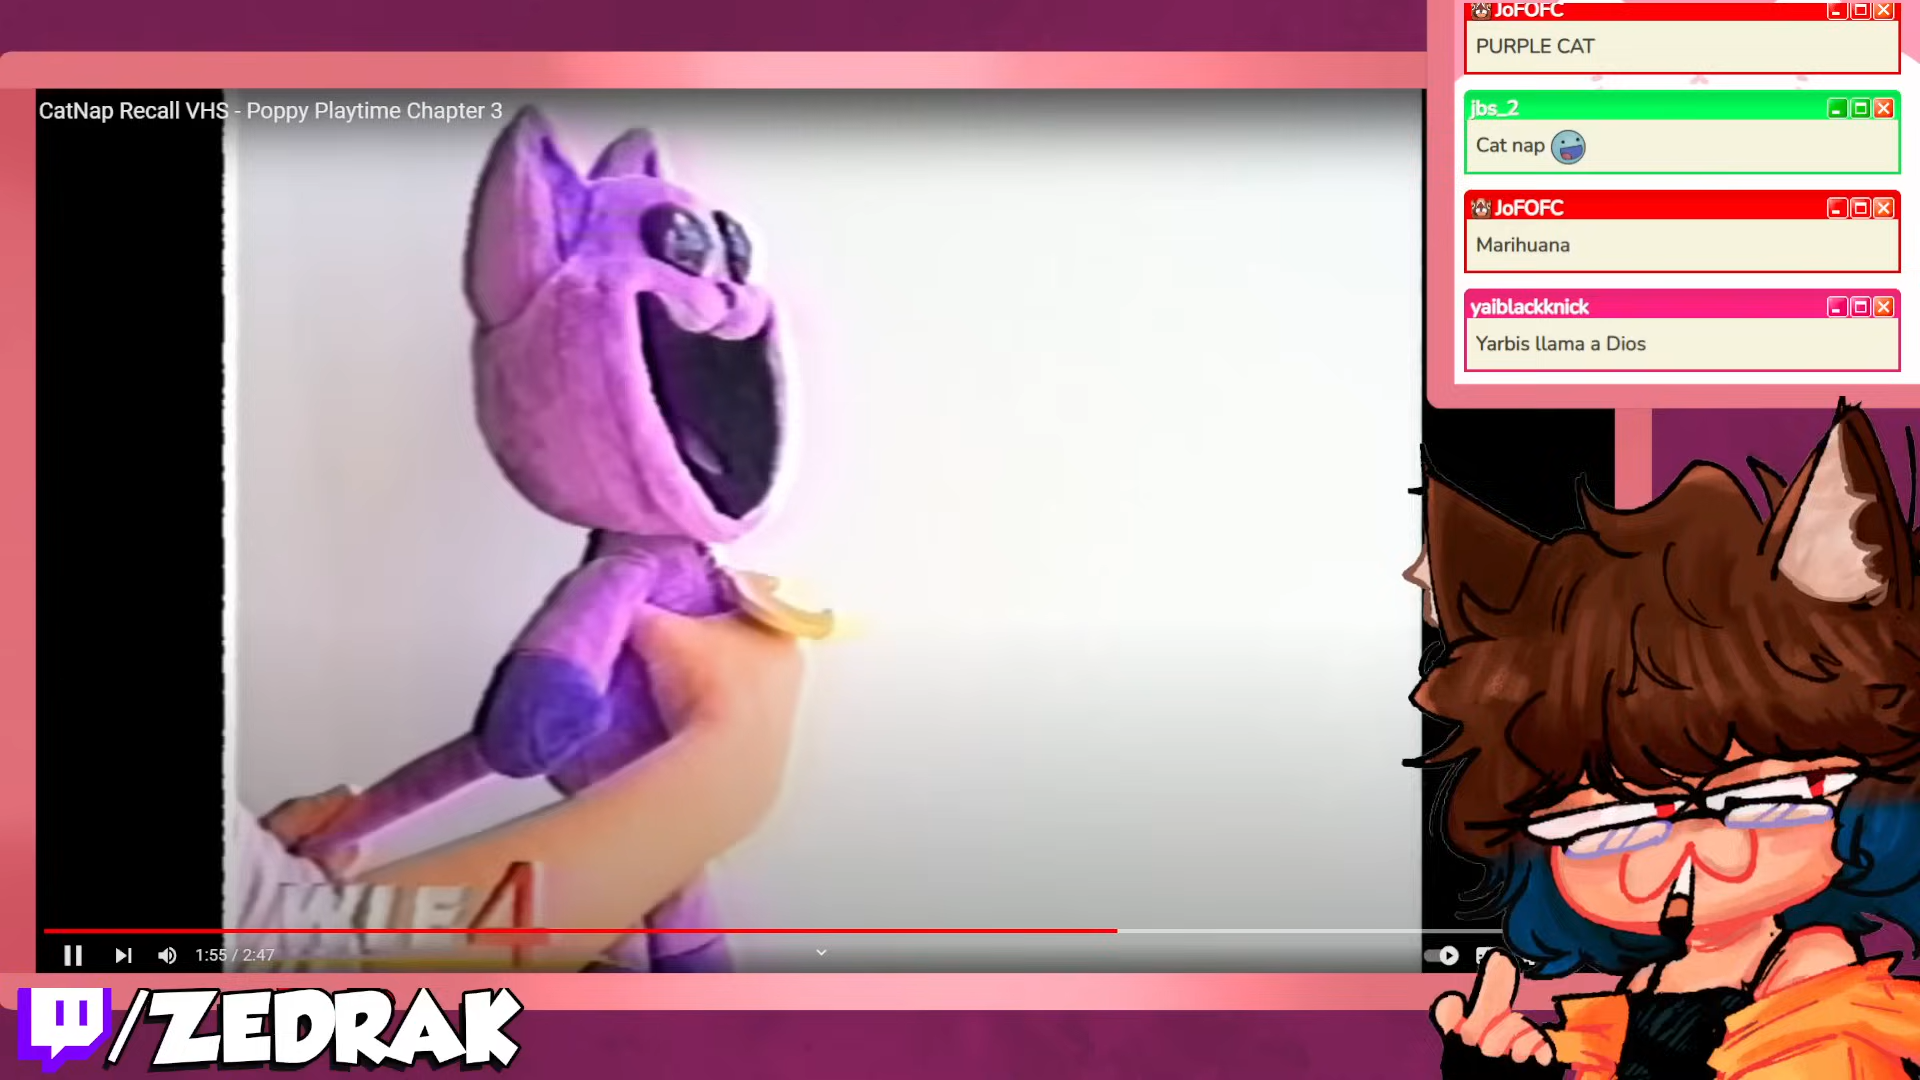 CatNap Recall VHS - Poppy Playtime Chapter 3
JoFOFC
PURPLE CAT
jbs_2
Cat nap
JoFOFC
Marihuana
yaiblackknick
Yarbis llama a Dios
1:55 / 2:47
/ZEDRAK